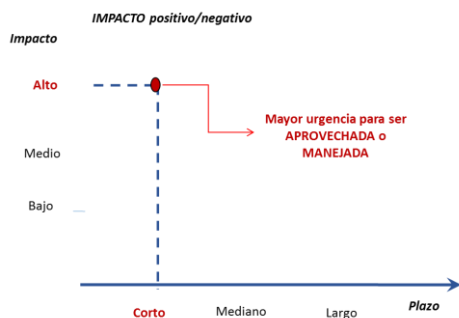 IMPACTO positivo/negativo
Impacto
Alto
Mayor urgencia para ser
APROVECHADA o
MANEJADA
Medio
Bajo
Corto
Mediano
Largo
Plazo